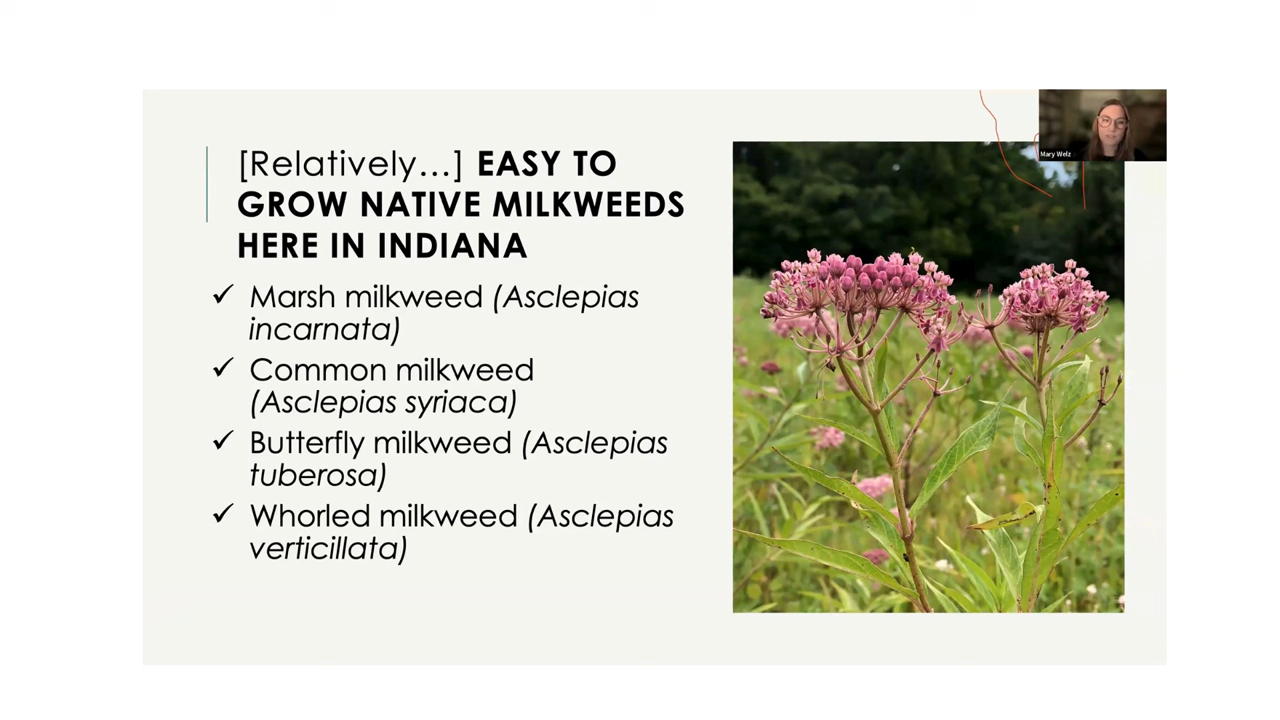 [Relatively…] EASY TO
GROW NATIVE MILKWEEDS
HERE IN INDIANA
✓ Marsh milkweed (Asclepias
incarnata)
✓ Common milkweed
(Asclepias syriaca)
✓ Butterfly milkweed (Asclepias
tuberosa)
✓ Whorled milkweed (Asclepias
verticillata)
Mary Welz